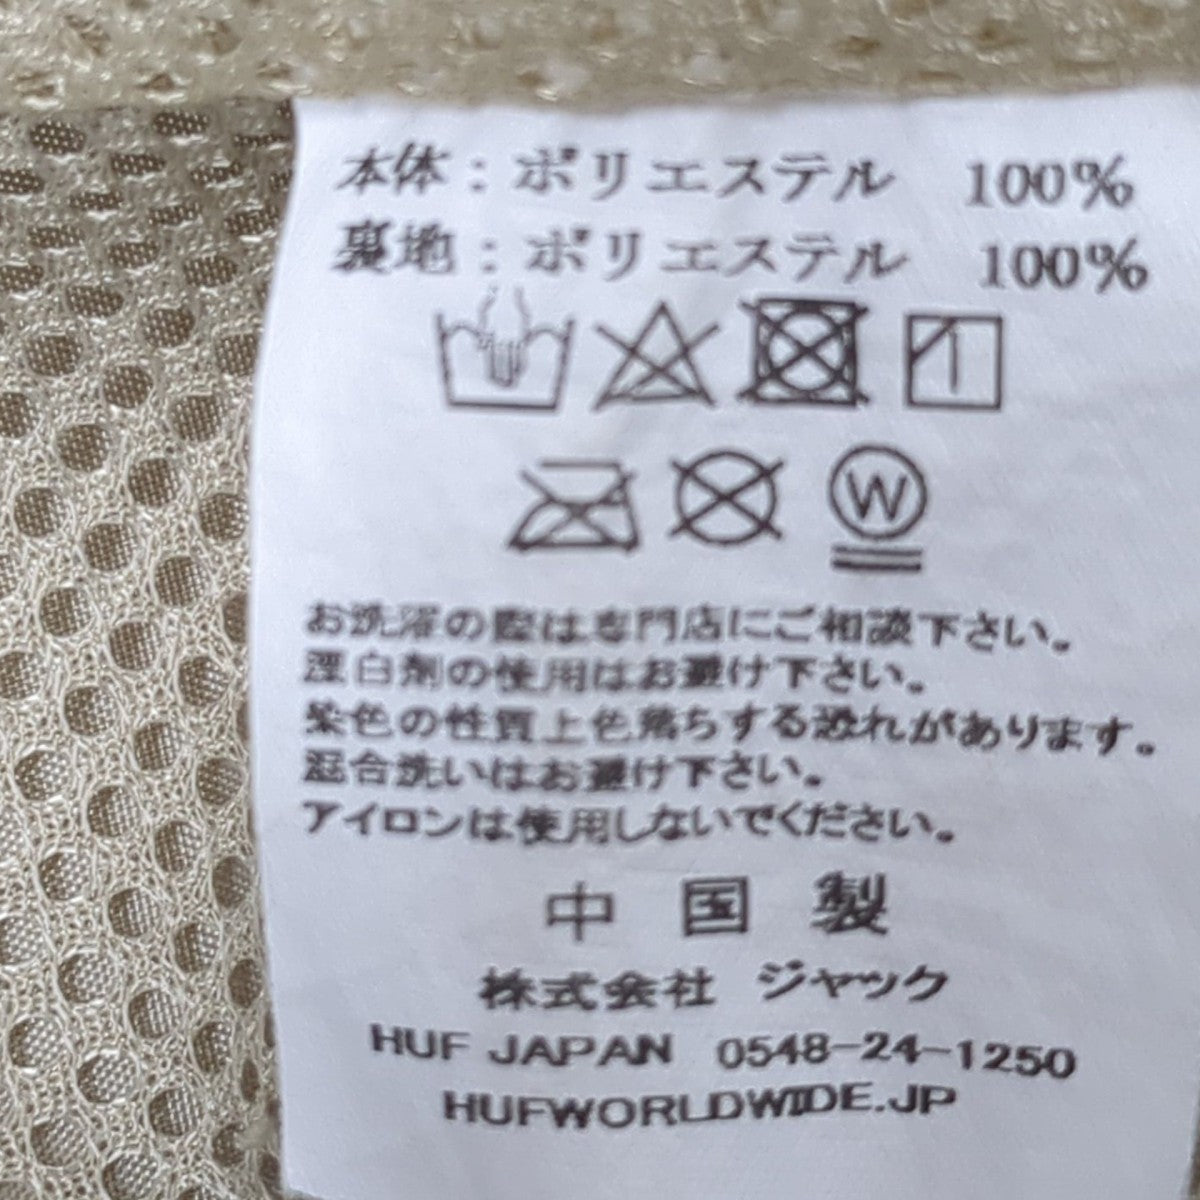 本体：ポリエステル 100%
裏地：ポリエステル 100%
W
お洗濯の際は専門店にご相談下さい。
漂白剤の使用はお避け下さい。
染色の性質上色落ちする恐れがあります。
混合洗いはお避け下さい。
アイロンは使用しないでください。
中国製
株式会社 ジャック
HUF JAPAN 0548-24-1250
HUFWORLDWIDE.JP